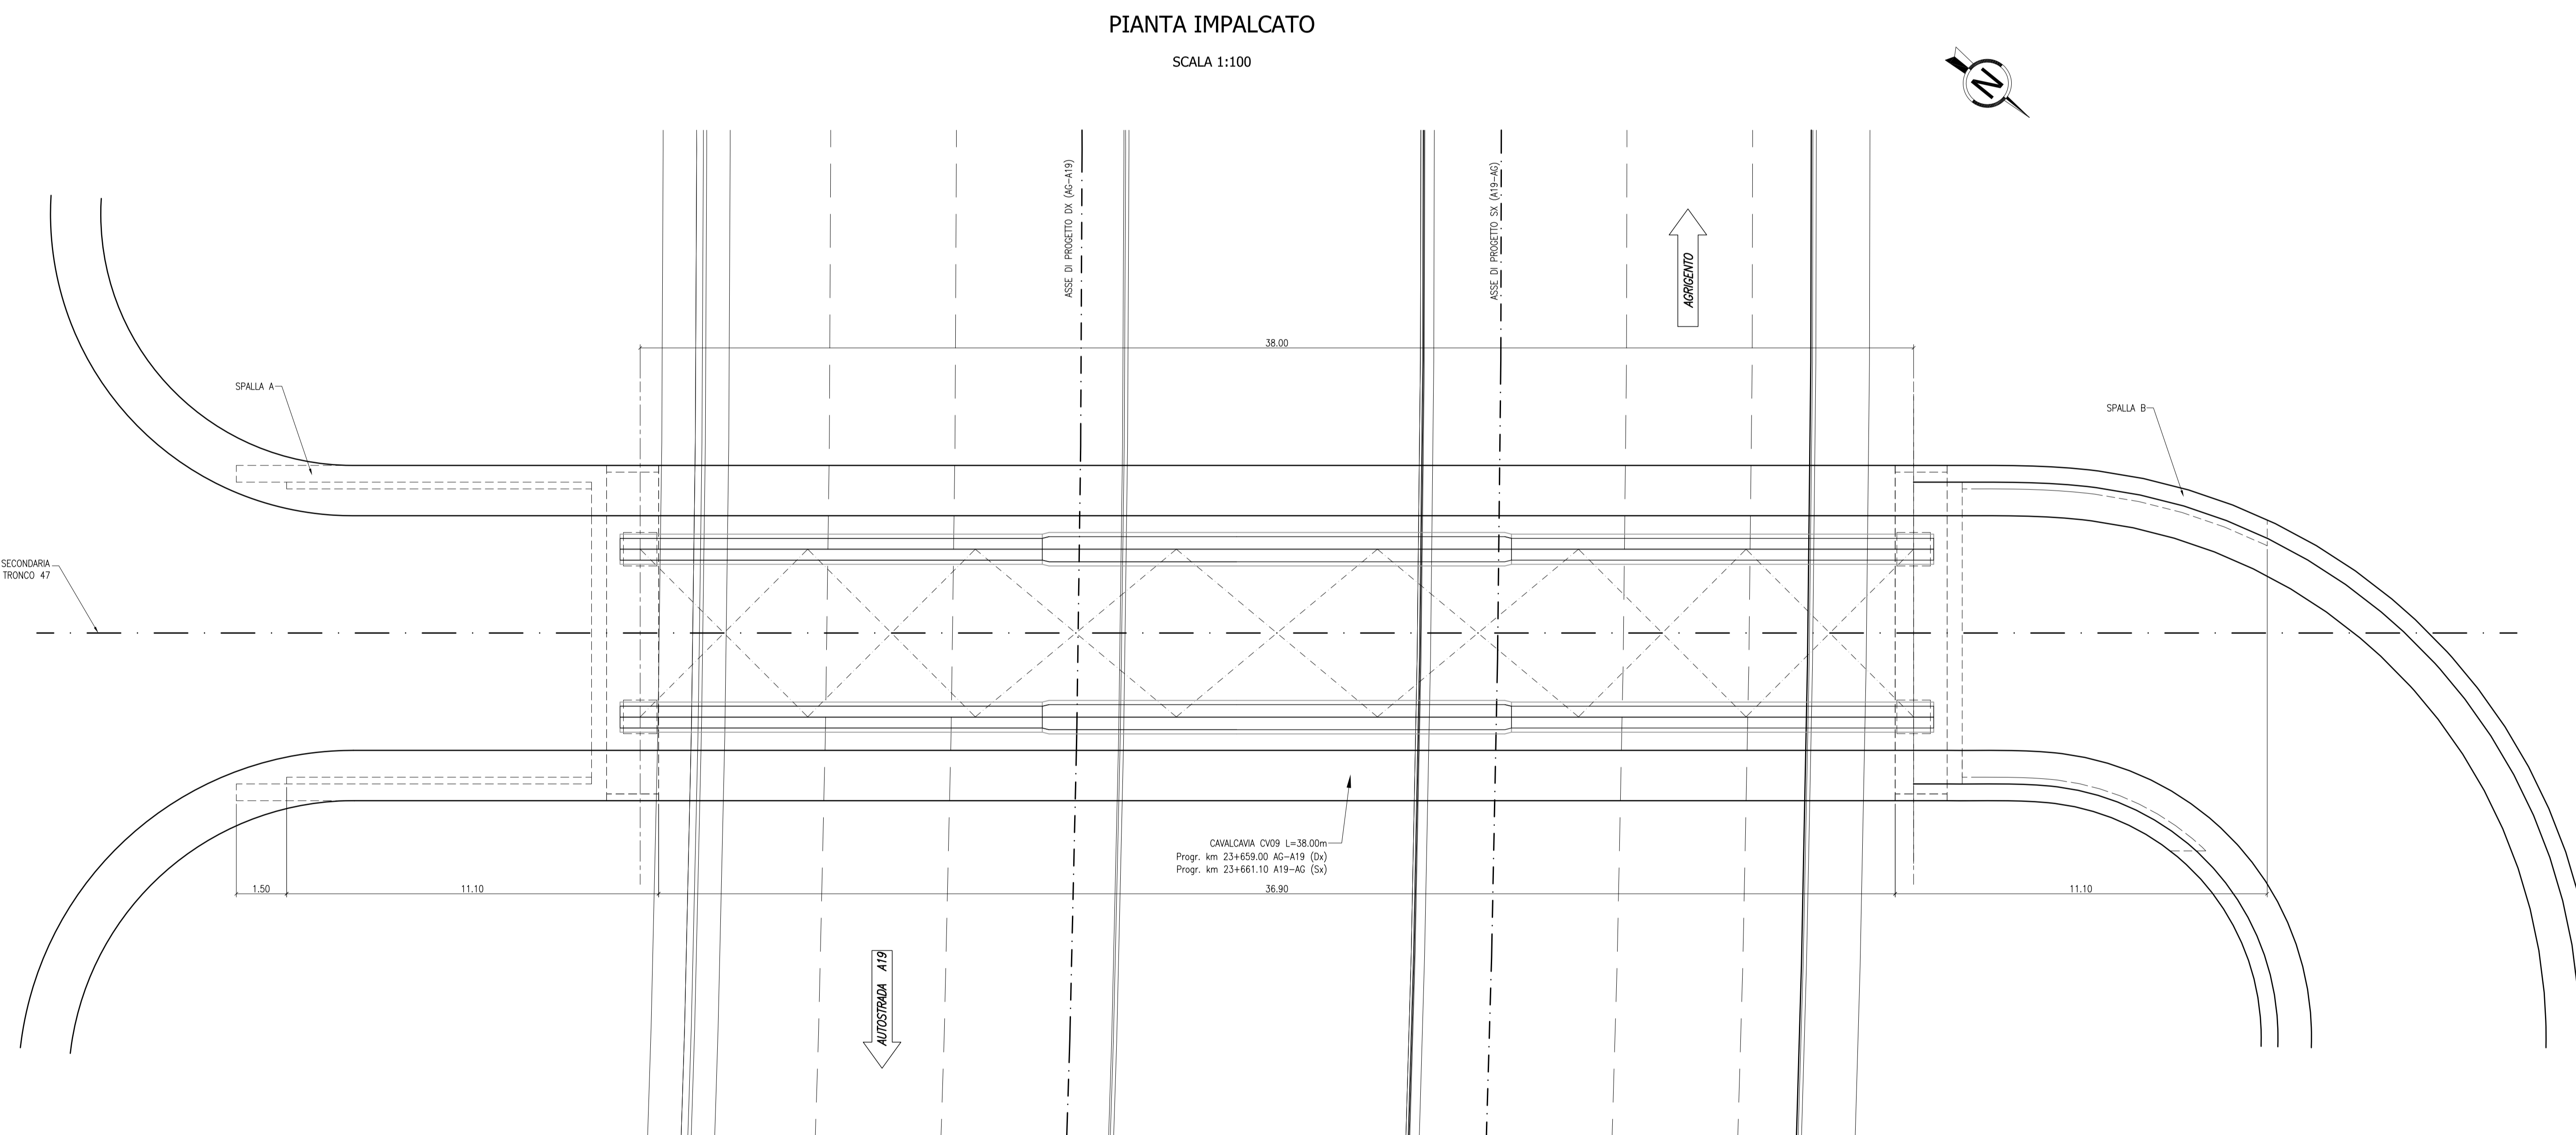 PIANTA IMPALCATO
SCALA 1:100
N
ASSE DI PROGETTO DX (AG-A19)
ASSE DI PROGETTO SX (A19-AG)
AGRIGENTO
38.00
SPALLA A
SPALLA B
SECONDARIA
TRONCO 47
CAVALCAVIA CV09 L=38.00m
Progr. km 23+659.00 AG-A19 (Dx)
Progr. km 23+661.10 A19-AG (Sx)
1.50
11.10
36.90
11.10
AUTOSTRADA A19